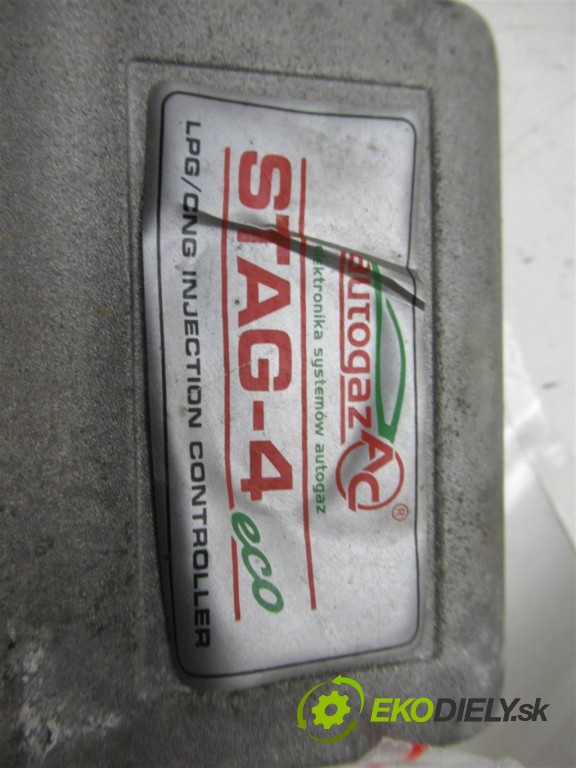 autogaz AC ®
elektronika systemów autogaz
STAG-4 eco
LPG/CNG INJECTION CONTROLLER
EKODIELY.sk